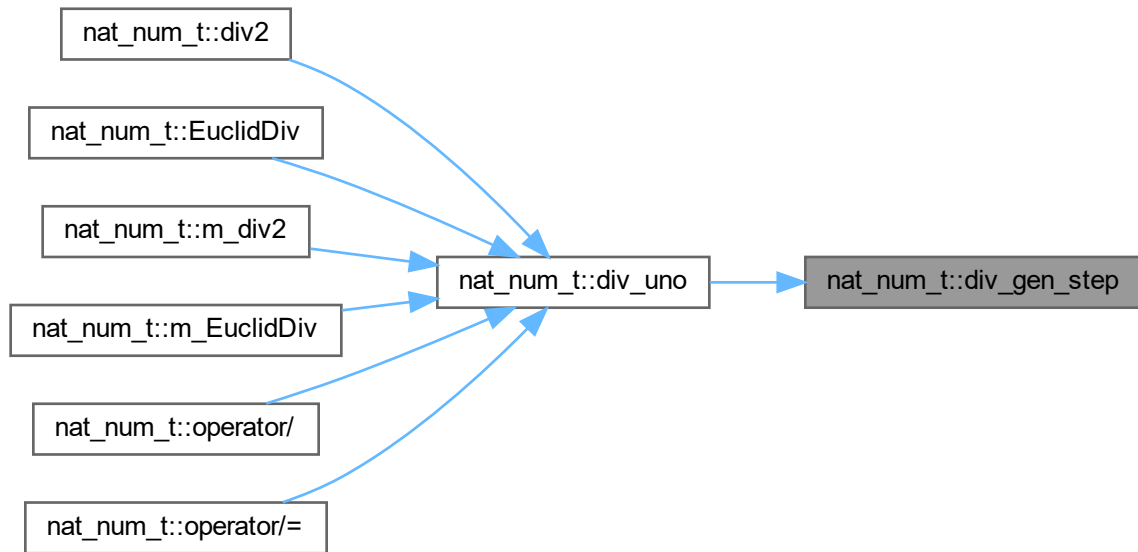 nat_num_t::div2
nat_num_t::EuclidDiv
nat_num_t::m_div2
nat_num_t::m_EuclidDiv
nat_num_t::operator/
nat_num_t::operator/=
nat_num_t::div_uno
nat_num_t::div_gen_step